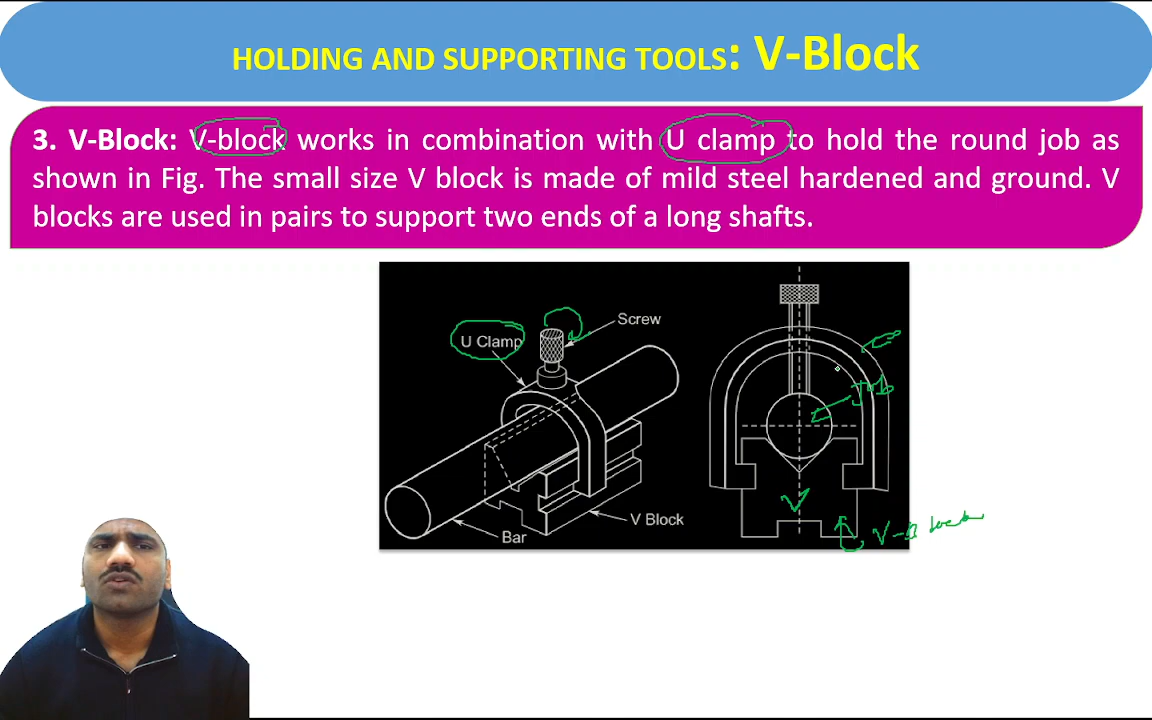 HOLDING AND SUPPORTING TOOLS: V-Block
3. V-Block: V-block works in combination with U clamp to hold the round job as
shown in Fig. The small size V block is made of mild steel hardened and ground. V
blocks are used in pairs to support two ends of a long shafts.
Screw
U Clamp
V Block
Bar
Job
V
V-Block